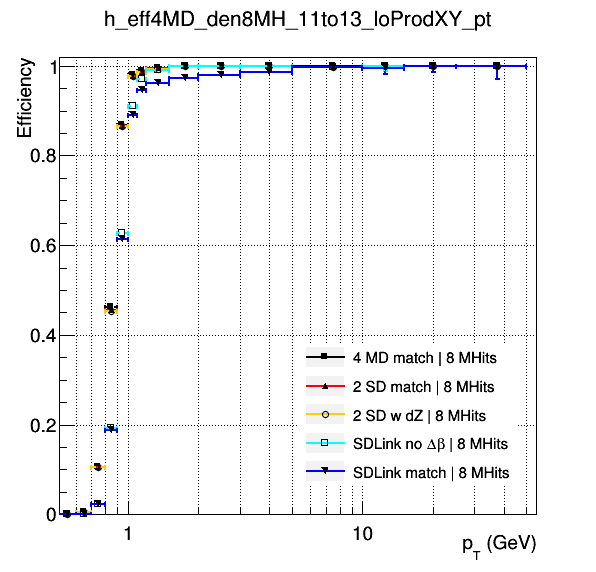 h_eff4MD_den8MH_11to13_loProdXY_pt
Efficiency
1
0.8
0.6
0.4
0.2
0
4 MD match | 8 MHits
2 SD match | 8 MHits
2 SD w dZ | 8 MHits
SDLink no Δβ | 8 MHits
SDLink match | 8 MHits
1
10
p_T (GeV)